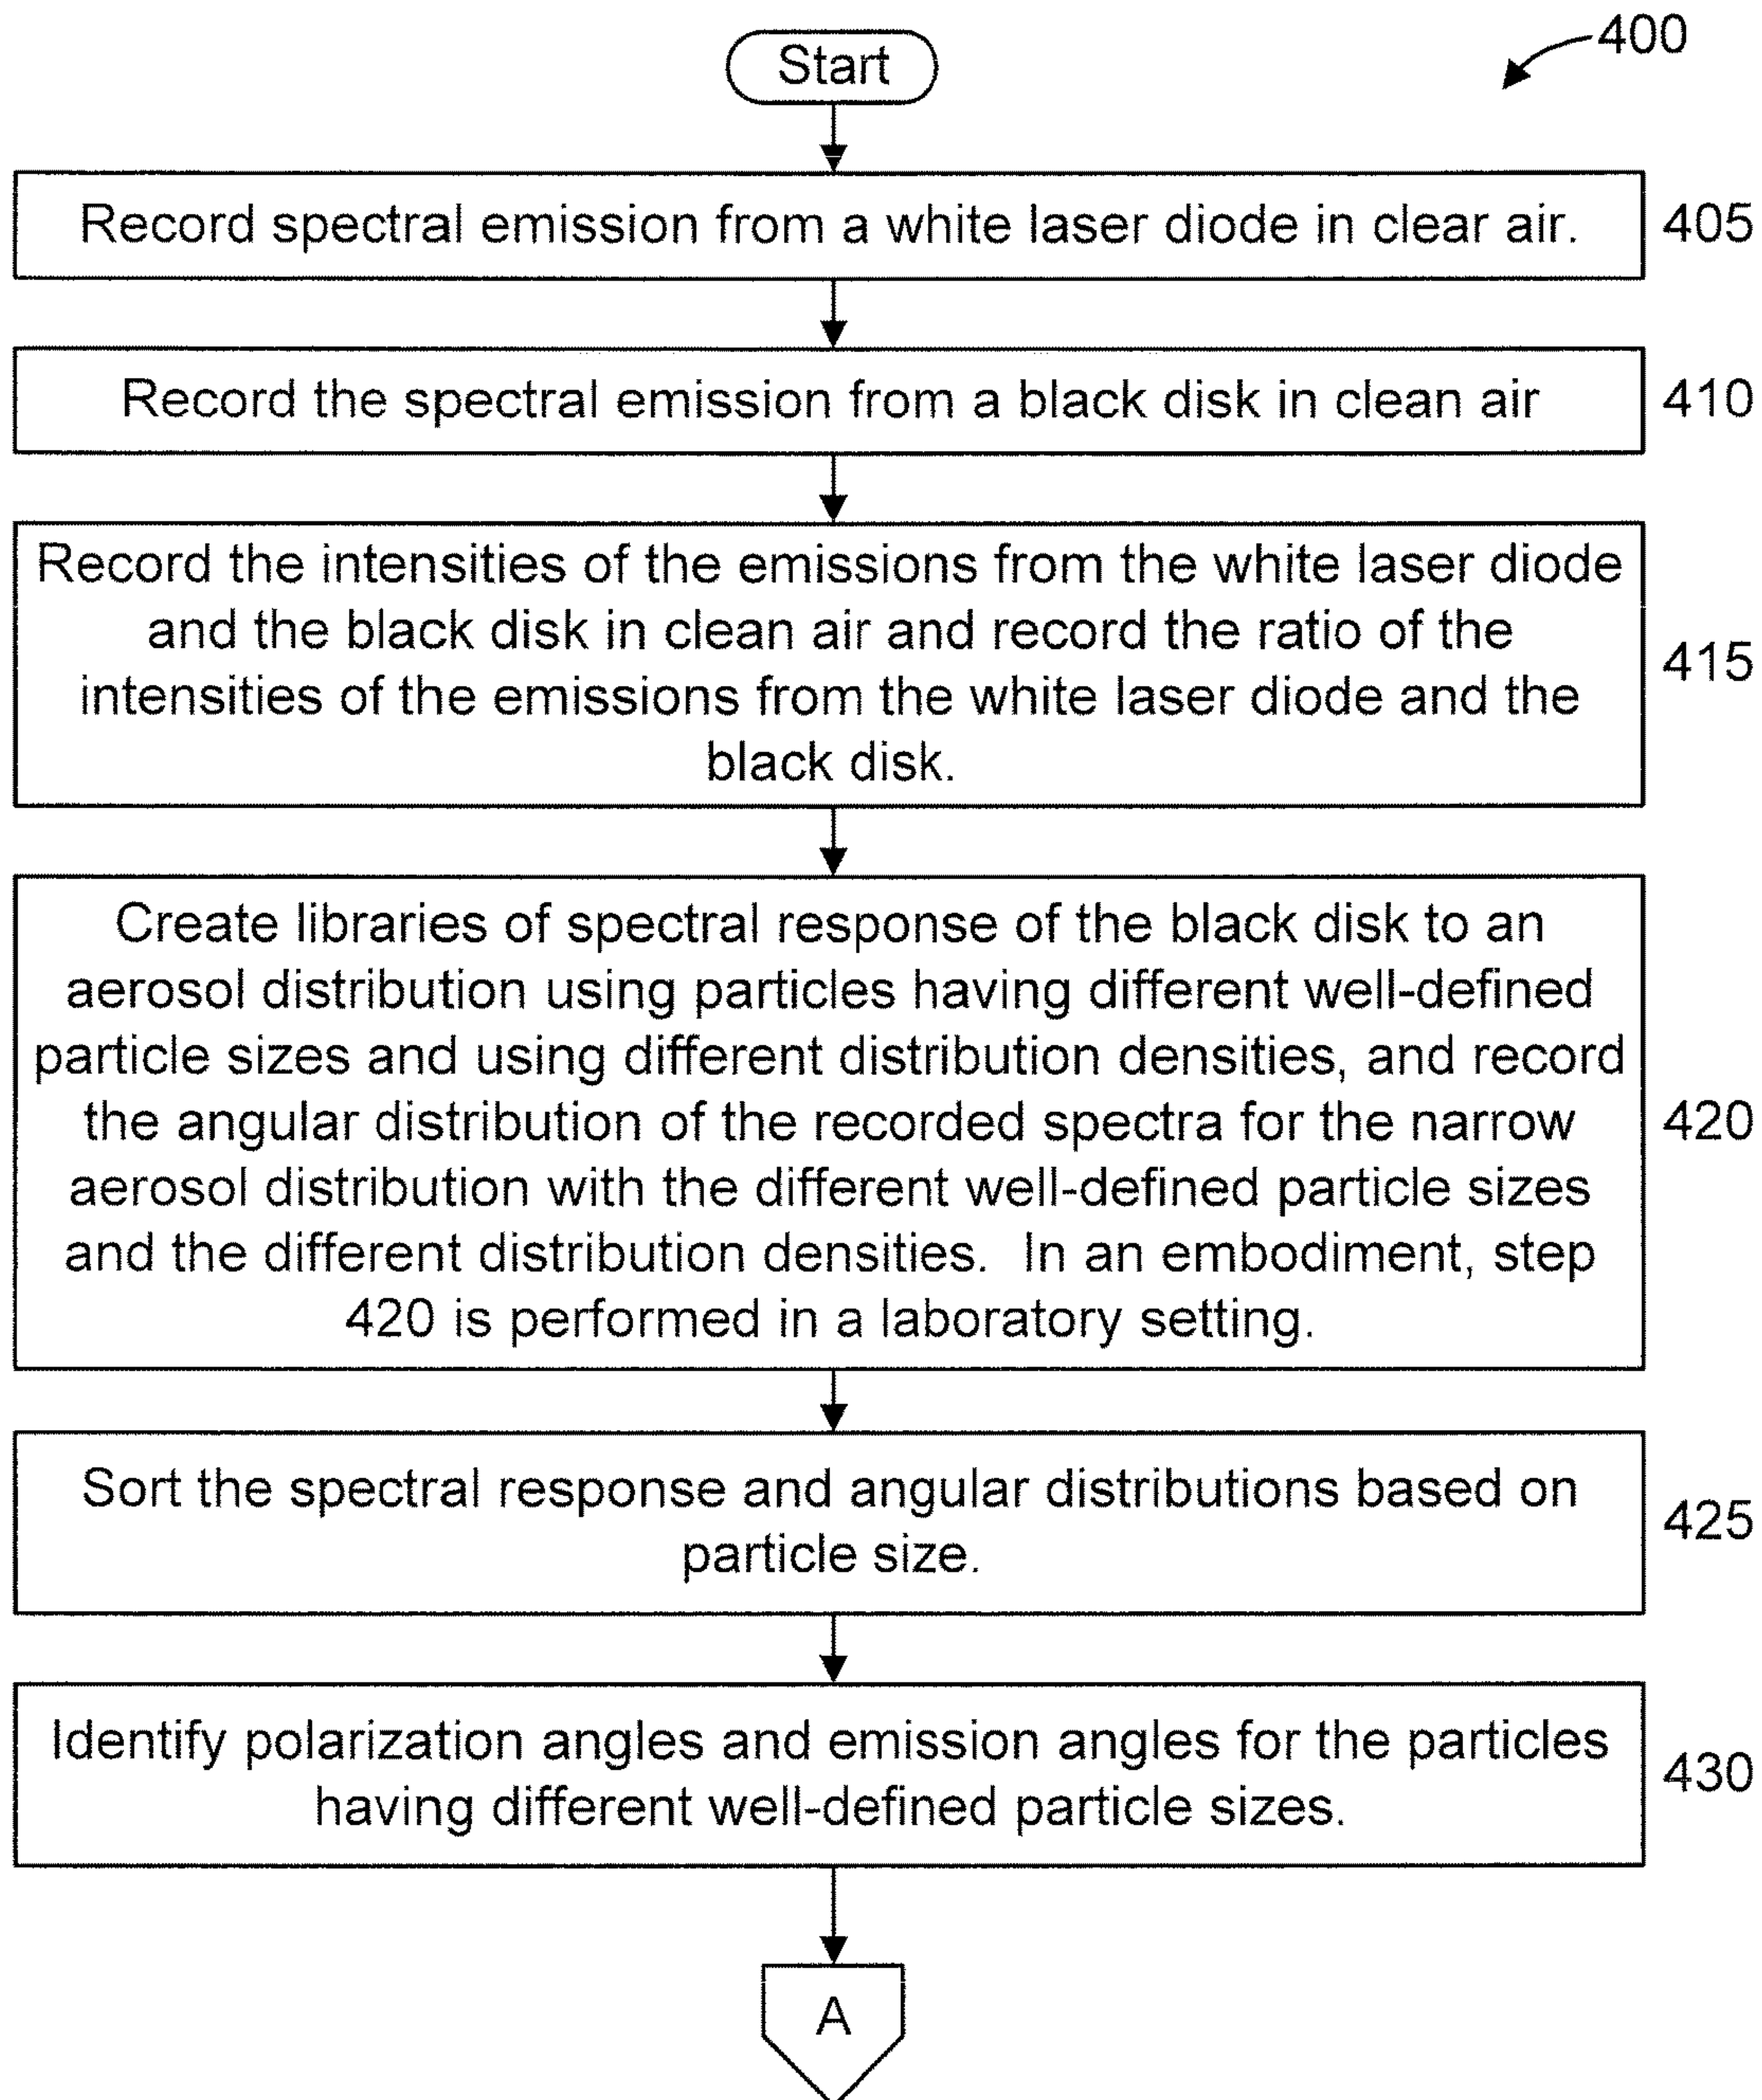 Start
400
Record spectral emission from a white laser diode in clear air.
405
Record the spectral emission from a black disk in clean air
410
Record the intensities of the emissions from the white laser diode
and the black disk in clean air and record the ratio of the
intensities of the emissions from the white laser diode and the
black disk.
415
Create libraries of spectral response of the black disk to an
aerosol distribution using particles having different well-defined
particle sizes and using different distribution densities, and record
the angular distribution of the recorded spectra for the narrow
aerosol distribution with the different well-defined particle sizes
and the different distribution densities.  In an embodiment, step
420 is performed in a laboratory setting.
420
Sort the spectral response and angular distributions based on
particle size.
425
Identify polarization angles and emission angles for the particles
having different well-defined particle sizes.
430
A